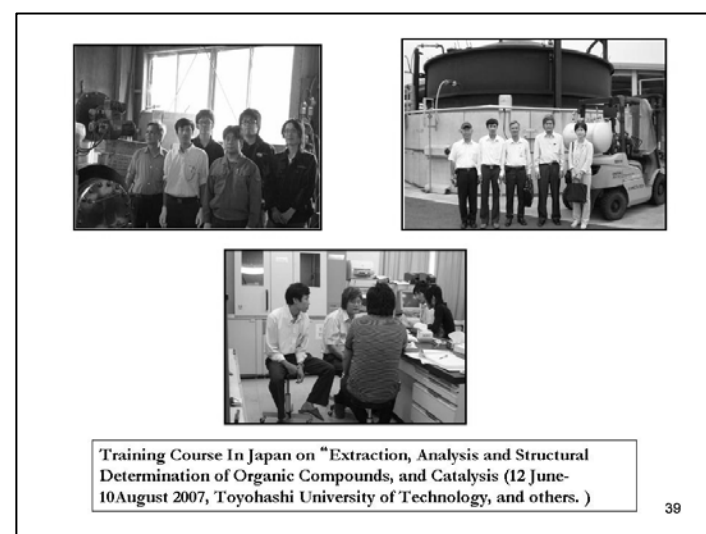 Training Course In Japan on “Extraction, Analysis and Structural
Determination of Organic Compounds, and Catalysis (12 June-
10August 2007, Toyohashi University of Technology, and others. )
39